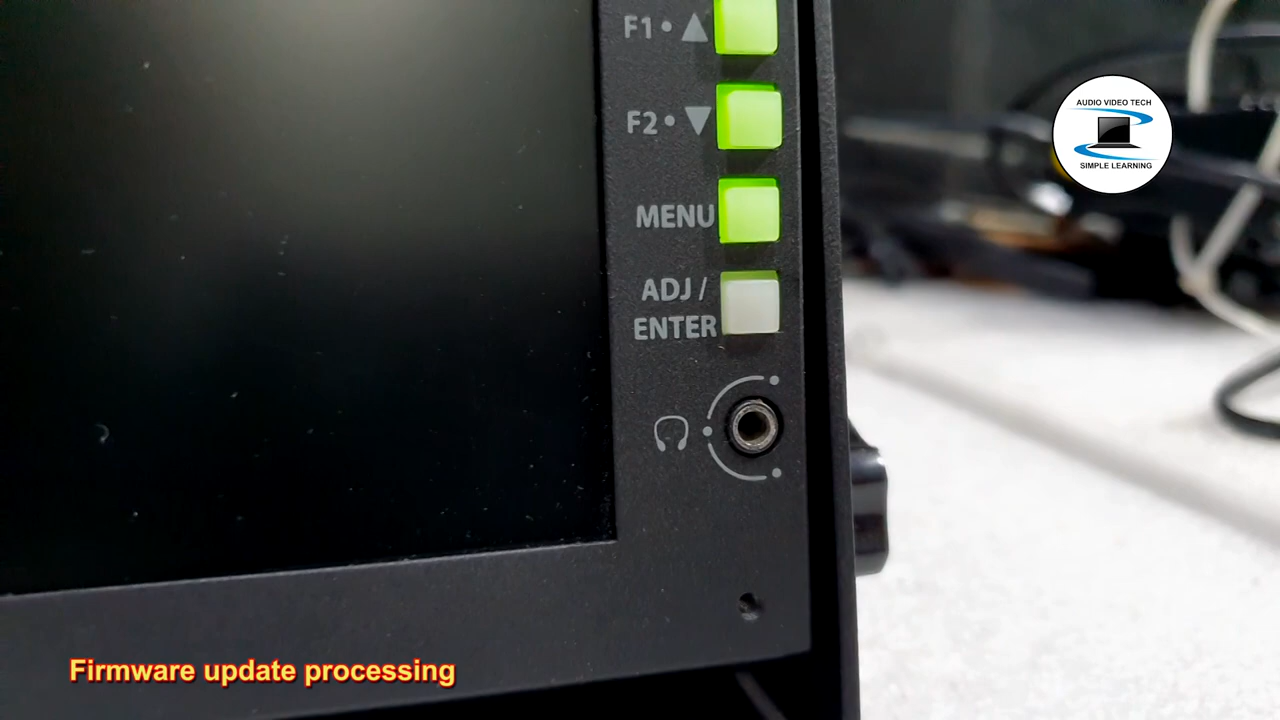 F1•▲
F2•▼
MENU
ADJ /
ENTER
AUDIO VIDEO TECH
SIMPLE LEARNING
Firmware update processing